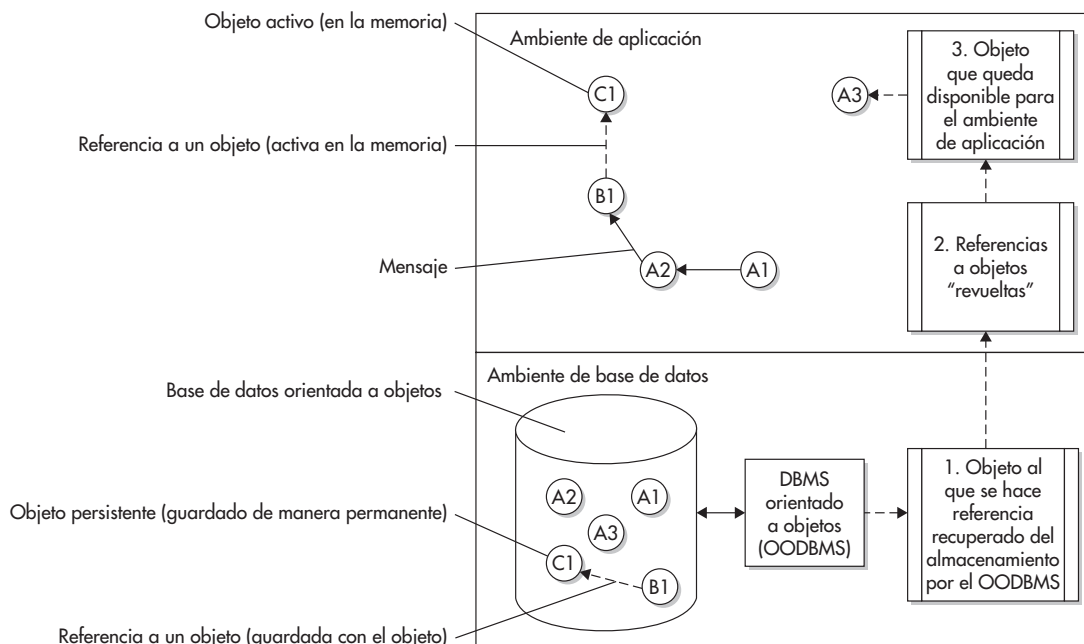 Objeto activo (en la memoria)
Ambiente de aplicación
C1
A3
3. Objeto
que queda
disponible para
el ambiente
de aplicación
Referencia a un objeto (activa en la memoria)
B1
2. Referencias
a objetos
“revueltas”
Mensaje
A2
A1
Ambiente de base de datos
Base de datos orientada a objetos
A2
A1
A3
C1
B1
DBMS
orientado
a objetos
(OODBMS)
1. Objeto al
que se hace
referencia
recuperado del
almacenamiento
por el OODBMS
Objeto persistente (guardado de manera permanente)
Referencia a un objeto (guardada con el objeto)